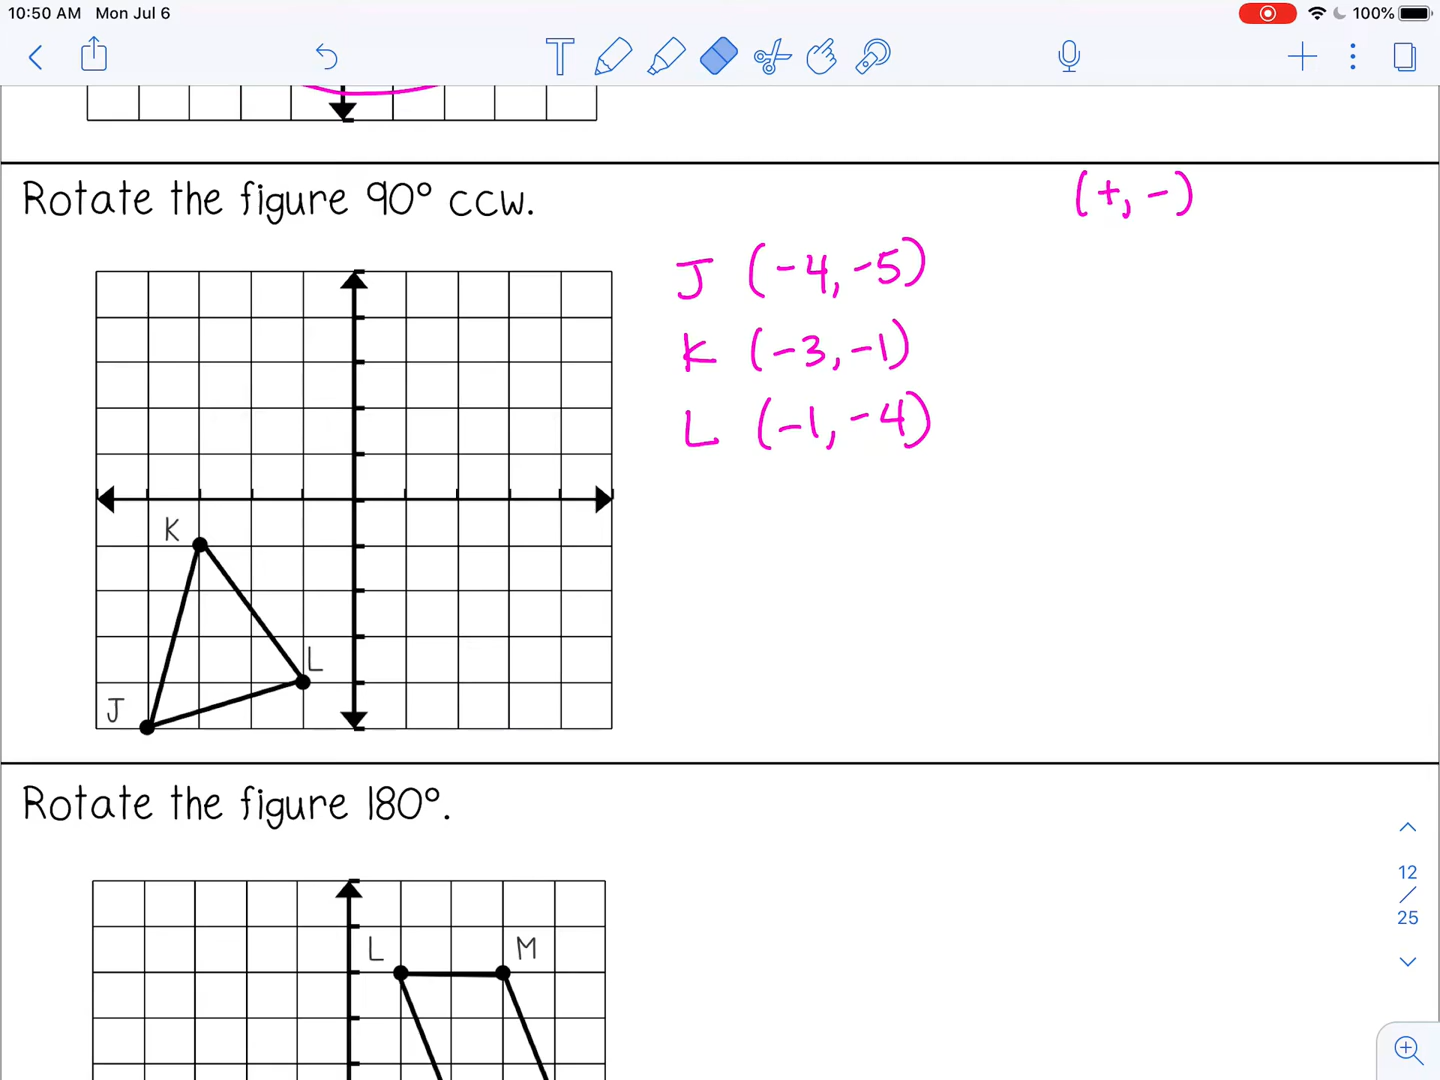 10:50 AM Mon Jul 6
100%
Rotate the figure 90° ccw.
(+, -)
J (-4, -5)
K (-3, -1)
L (-1, -4)
K
L
J
Rotate the figure 180°.
L M
12
/
25